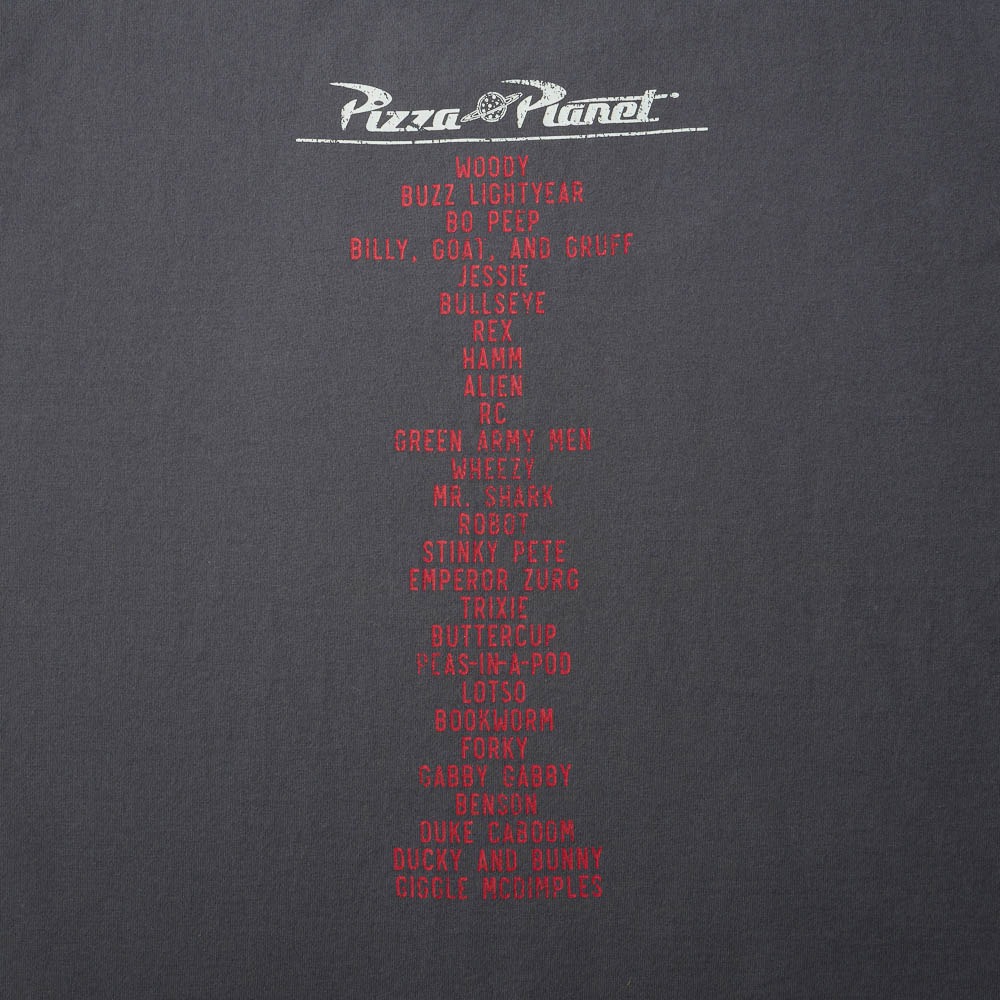 Pizza Planet
WOODY
BUZZ LIGHTYEAR
BO PEEP
BILLY, GOAT, AND GRUFF
JESSIE
BULLSEYE
REX
HAMM
ALIEN
RC
GREEN ARMY MEN
WHEEZY
MR. SHARK
ROBOT
STINKY PETE
EMPEROR ZURG
TRIXIE
BUTTERCUP
PEAS-IN-A-POD
LOTSO
BOOKWORM
FORKY
GABBY GABBY
BENSON
DUKE CABOOM
DUCKY AND BUNNY
GIGGLE MCDIMPLES